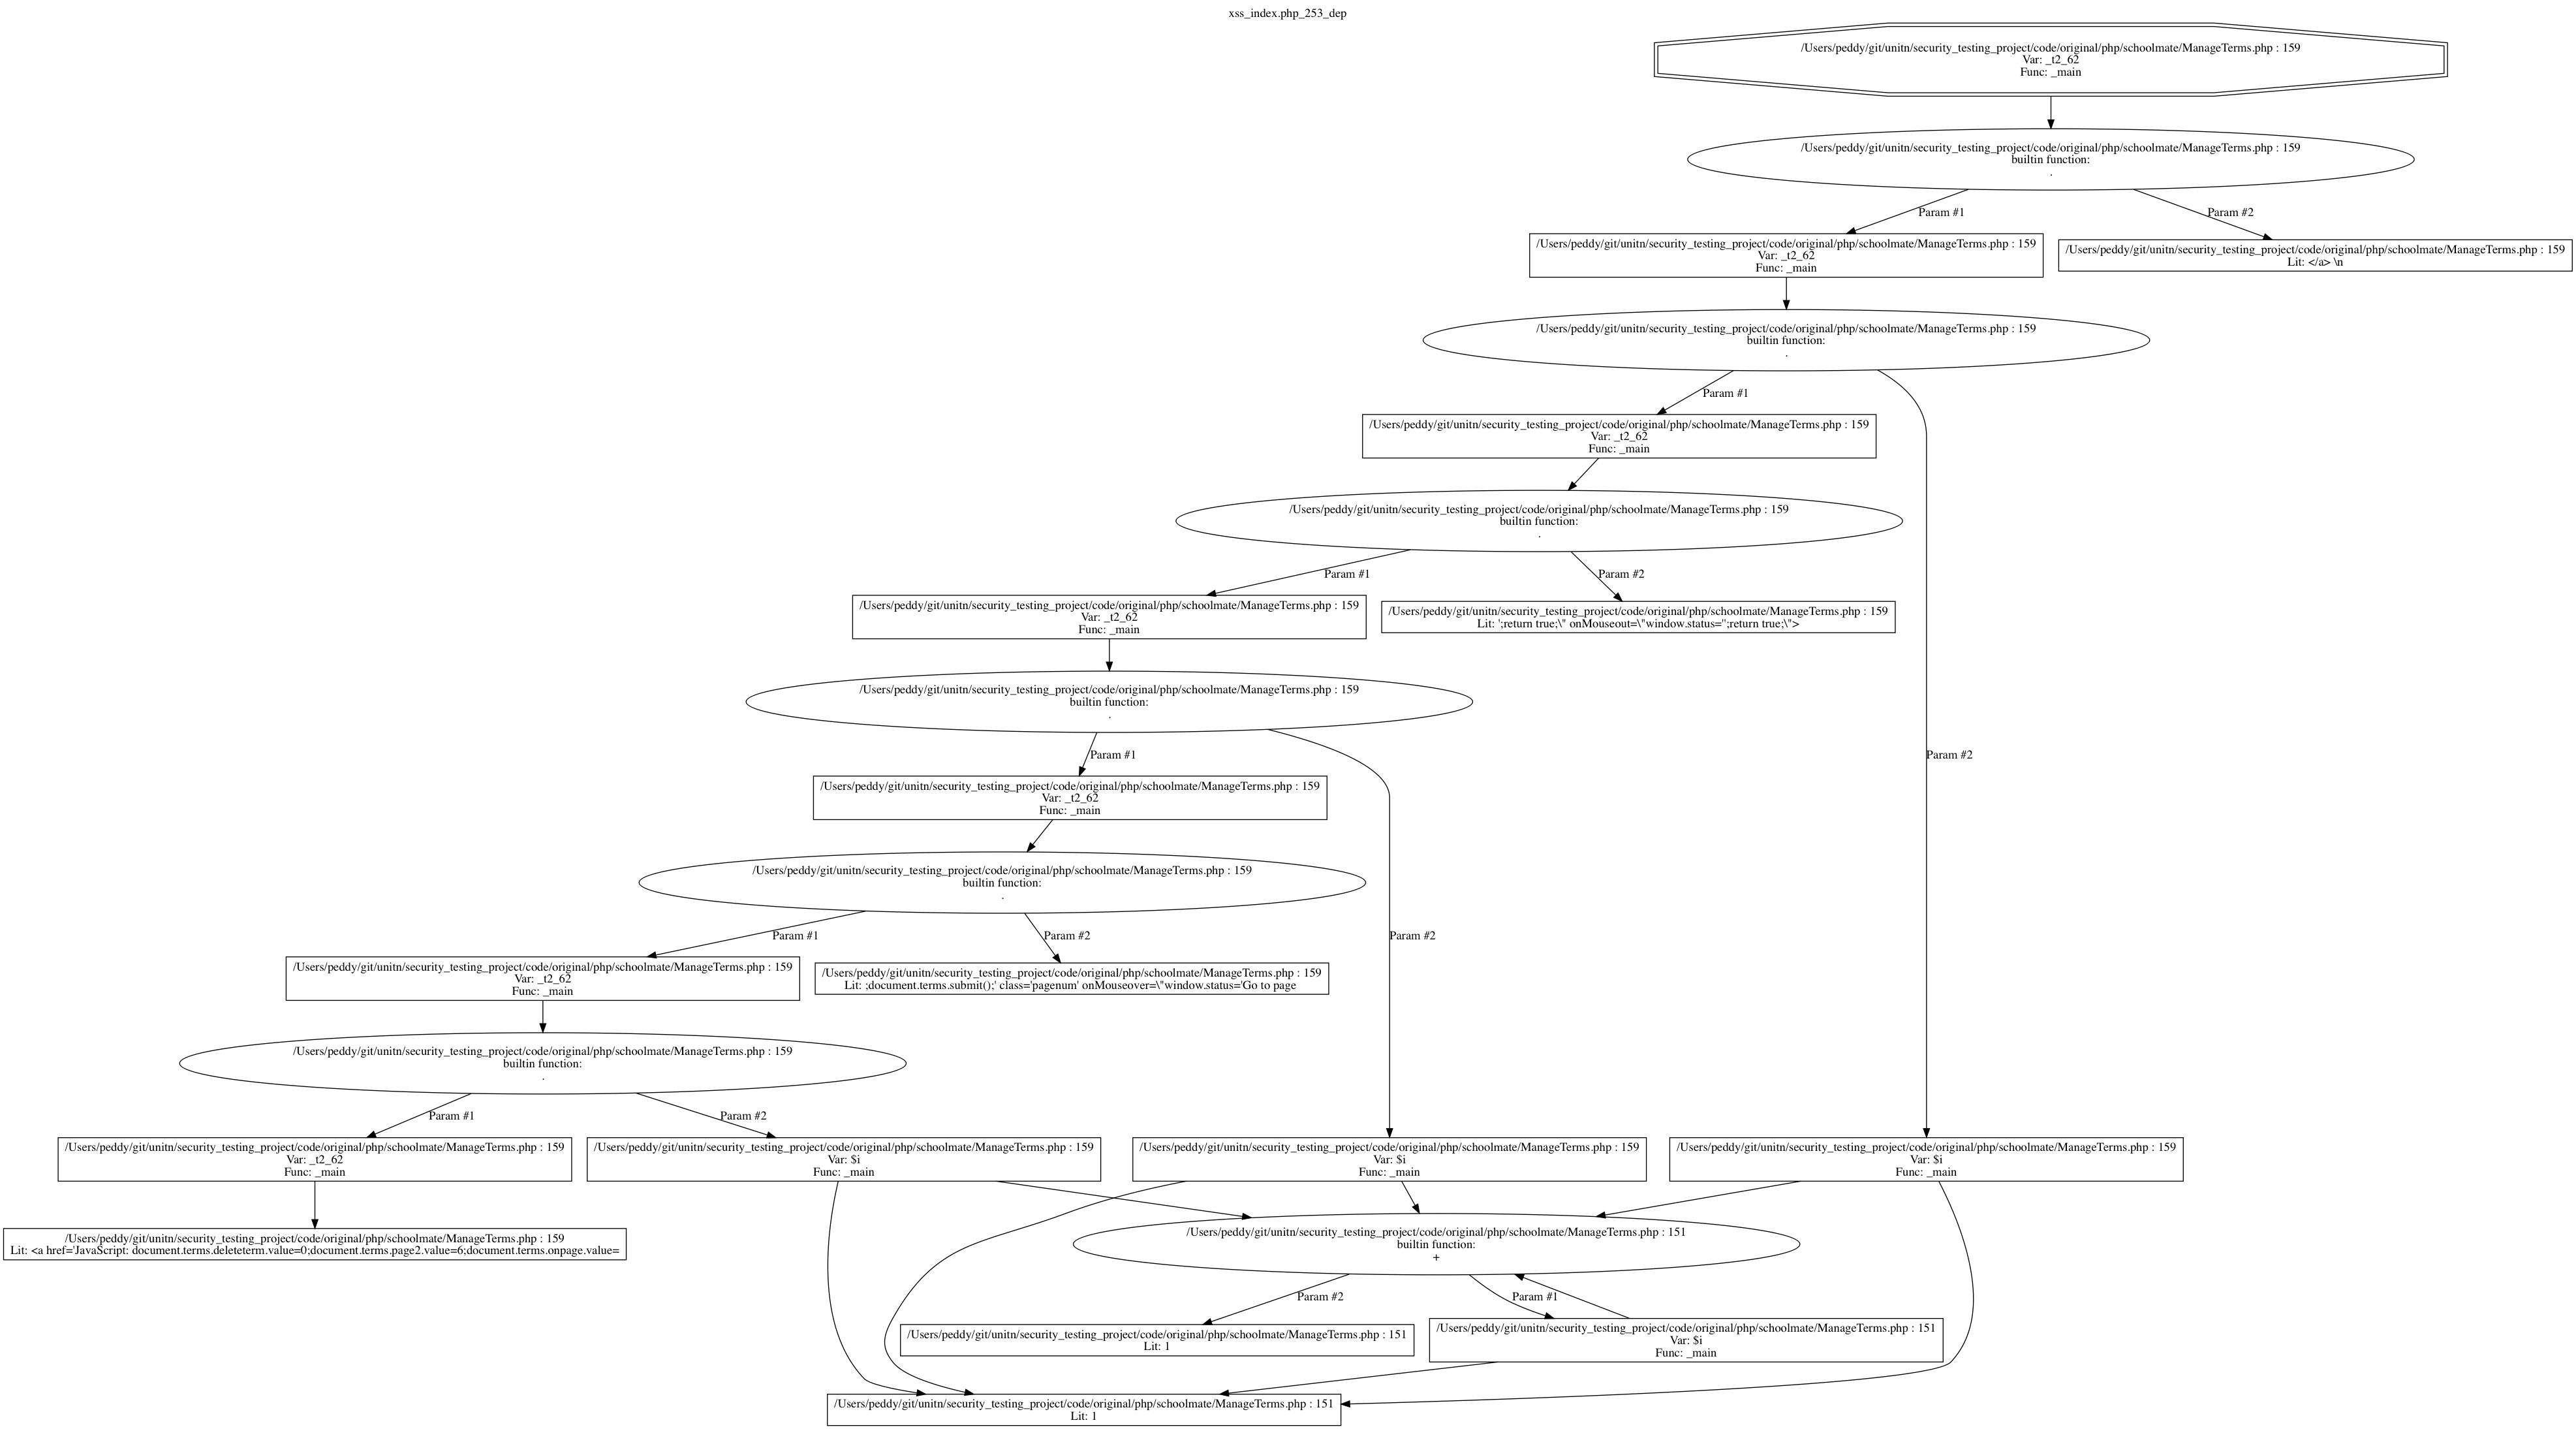 xss_index.php_253_dep
/Users/peddy/git/unitn/security_testing_project/code/original/php/schoolmate/ManageTerms.php : 159
Var: _t2_62
Func: _main
/Users/peddy/git/unitn/security_testing_project/code/original/php/schoolmate/ManageTerms.php : 159
builtin function:
.
Param #1
Param #2
/Users/peddy/git/unitn/security_testing_project/code/original/php/schoolmate/ManageTerms.php : 159
Var: _t2_62
Func: _main
/Users/peddy/git/unitn/security_testing_project/code/original/php/schoolmate/ManageTerms.php : 159
Lit: </a> \n
/Users/peddy/git/unitn/security_testing_project/code/original/php/schoolmate/ManageTerms.php : 159
builtin function:
.
Param #1
/Users/peddy/git/unitn/security_testing_project/code/original/php/schoolmate/ManageTerms.php : 159
Var: _t2_62
Func: _main
/Users/peddy/git/unitn/security_testing_project/code/original/php/schoolmate/ManageTerms.php : 159
builtin function:
.
Param #1
Param #2
/Users/peddy/git/unitn/security_testing_project/code/original/php/schoolmate/ManageTerms.php : 159
Var: _t2_62
Func: _main
/Users/peddy/git/unitn/security_testing_project/code/original/php/schoolmate/ManageTerms.php : 159
Lit: ';return true;\" onMouseout=\"window.status='';return true;\">
/Users/peddy/git/unitn/security_testing_project/code/original/php/schoolmate/ManageTerms.php : 159
builtin function:
.
Param #1
Param #2
/Users/peddy/git/unitn/security_testing_project/code/original/php/schoolmate/ManageTerms.php : 159
Var: _t2_62
Func: _main
/Users/peddy/git/unitn/security_testing_project/code/original/php/schoolmate/ManageTerms.php : 159
builtin function:
.
Param #1
Param #2
Param #2
/Users/peddy/git/unitn/security_testing_project/code/original/php/schoolmate/ManageTerms.php : 159
Var: _t2_62
Func: _main
/Users/peddy/git/unitn/security_testing_project/code/original/php/schoolmate/ManageTerms.php : 159
Lit: ;document.terms.submit();' class='pagenum' onMouseover=\"window.status='Go to page
/Users/peddy/git/unitn/security_testing_project/code/original/php/schoolmate/ManageTerms.php : 159
builtin function:
.
Param #1
Param #2
/Users/peddy/git/unitn/security_testing_project/code/original/php/schoolmate/ManageTerms.php : 159
Var: _t2_62
Func: _main
/Users/peddy/git/unitn/security_testing_project/code/original/php/schoolmate/ManageTerms.php : 159
Var: $i
Func: _main
/Users/peddy/git/unitn/security_testing_project/code/original/php/schoolmate/ManageTerms.php : 159
Var: $i
Func: _main
/Users/peddy/git/unitn/security_testing_project/code/original/php/schoolmate/ManageTerms.php : 159
Var: $i
Func: _main
/Users/peddy/git/unitn/security_testing_project/code/original/php/schoolmate/ManageTerms.php : 159
Lit: <a href='JavaScript: document.terms.deleteterm.value=0;document.terms.page2.value=6;document.terms.onpage.value=
/Users/peddy/git/unitn/security_testing_project/code/original/php/schoolmate/ManageTerms.php : 151
builtin function:
+
Param #2
Param #1
/Users/peddy/git/unitn/security_testing_project/code/original/php/schoolmate/ManageTerms.php : 151
Lit: 1
/Users/peddy/git/unitn/security_testing_project/code/original/php/schoolmate/ManageTerms.php : 151
Var: $i
Func: _main
/Users/peddy/git/unitn/security_testing_project/code/original/php/schoolmate/ManageTerms.php : 151
Lit: 1